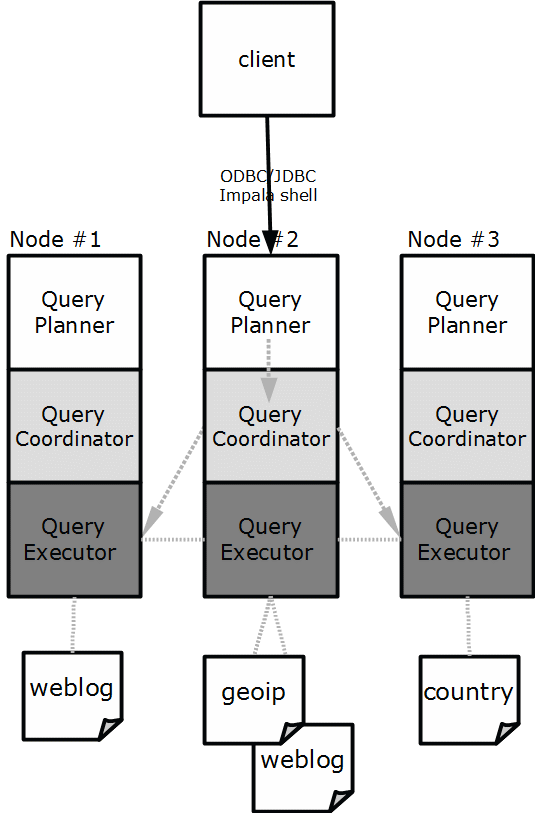 client
ODBC/JDBC
Impala shell
Node #1
Node #2
Node #3
Query
Planner
Query
Planner
Query
Planner
Query
Coordinator
Query
Coordinator
Query
Coordinator
Query
Executor
Query
Executor
Query
Executor
weblog
geoip
country
weblog